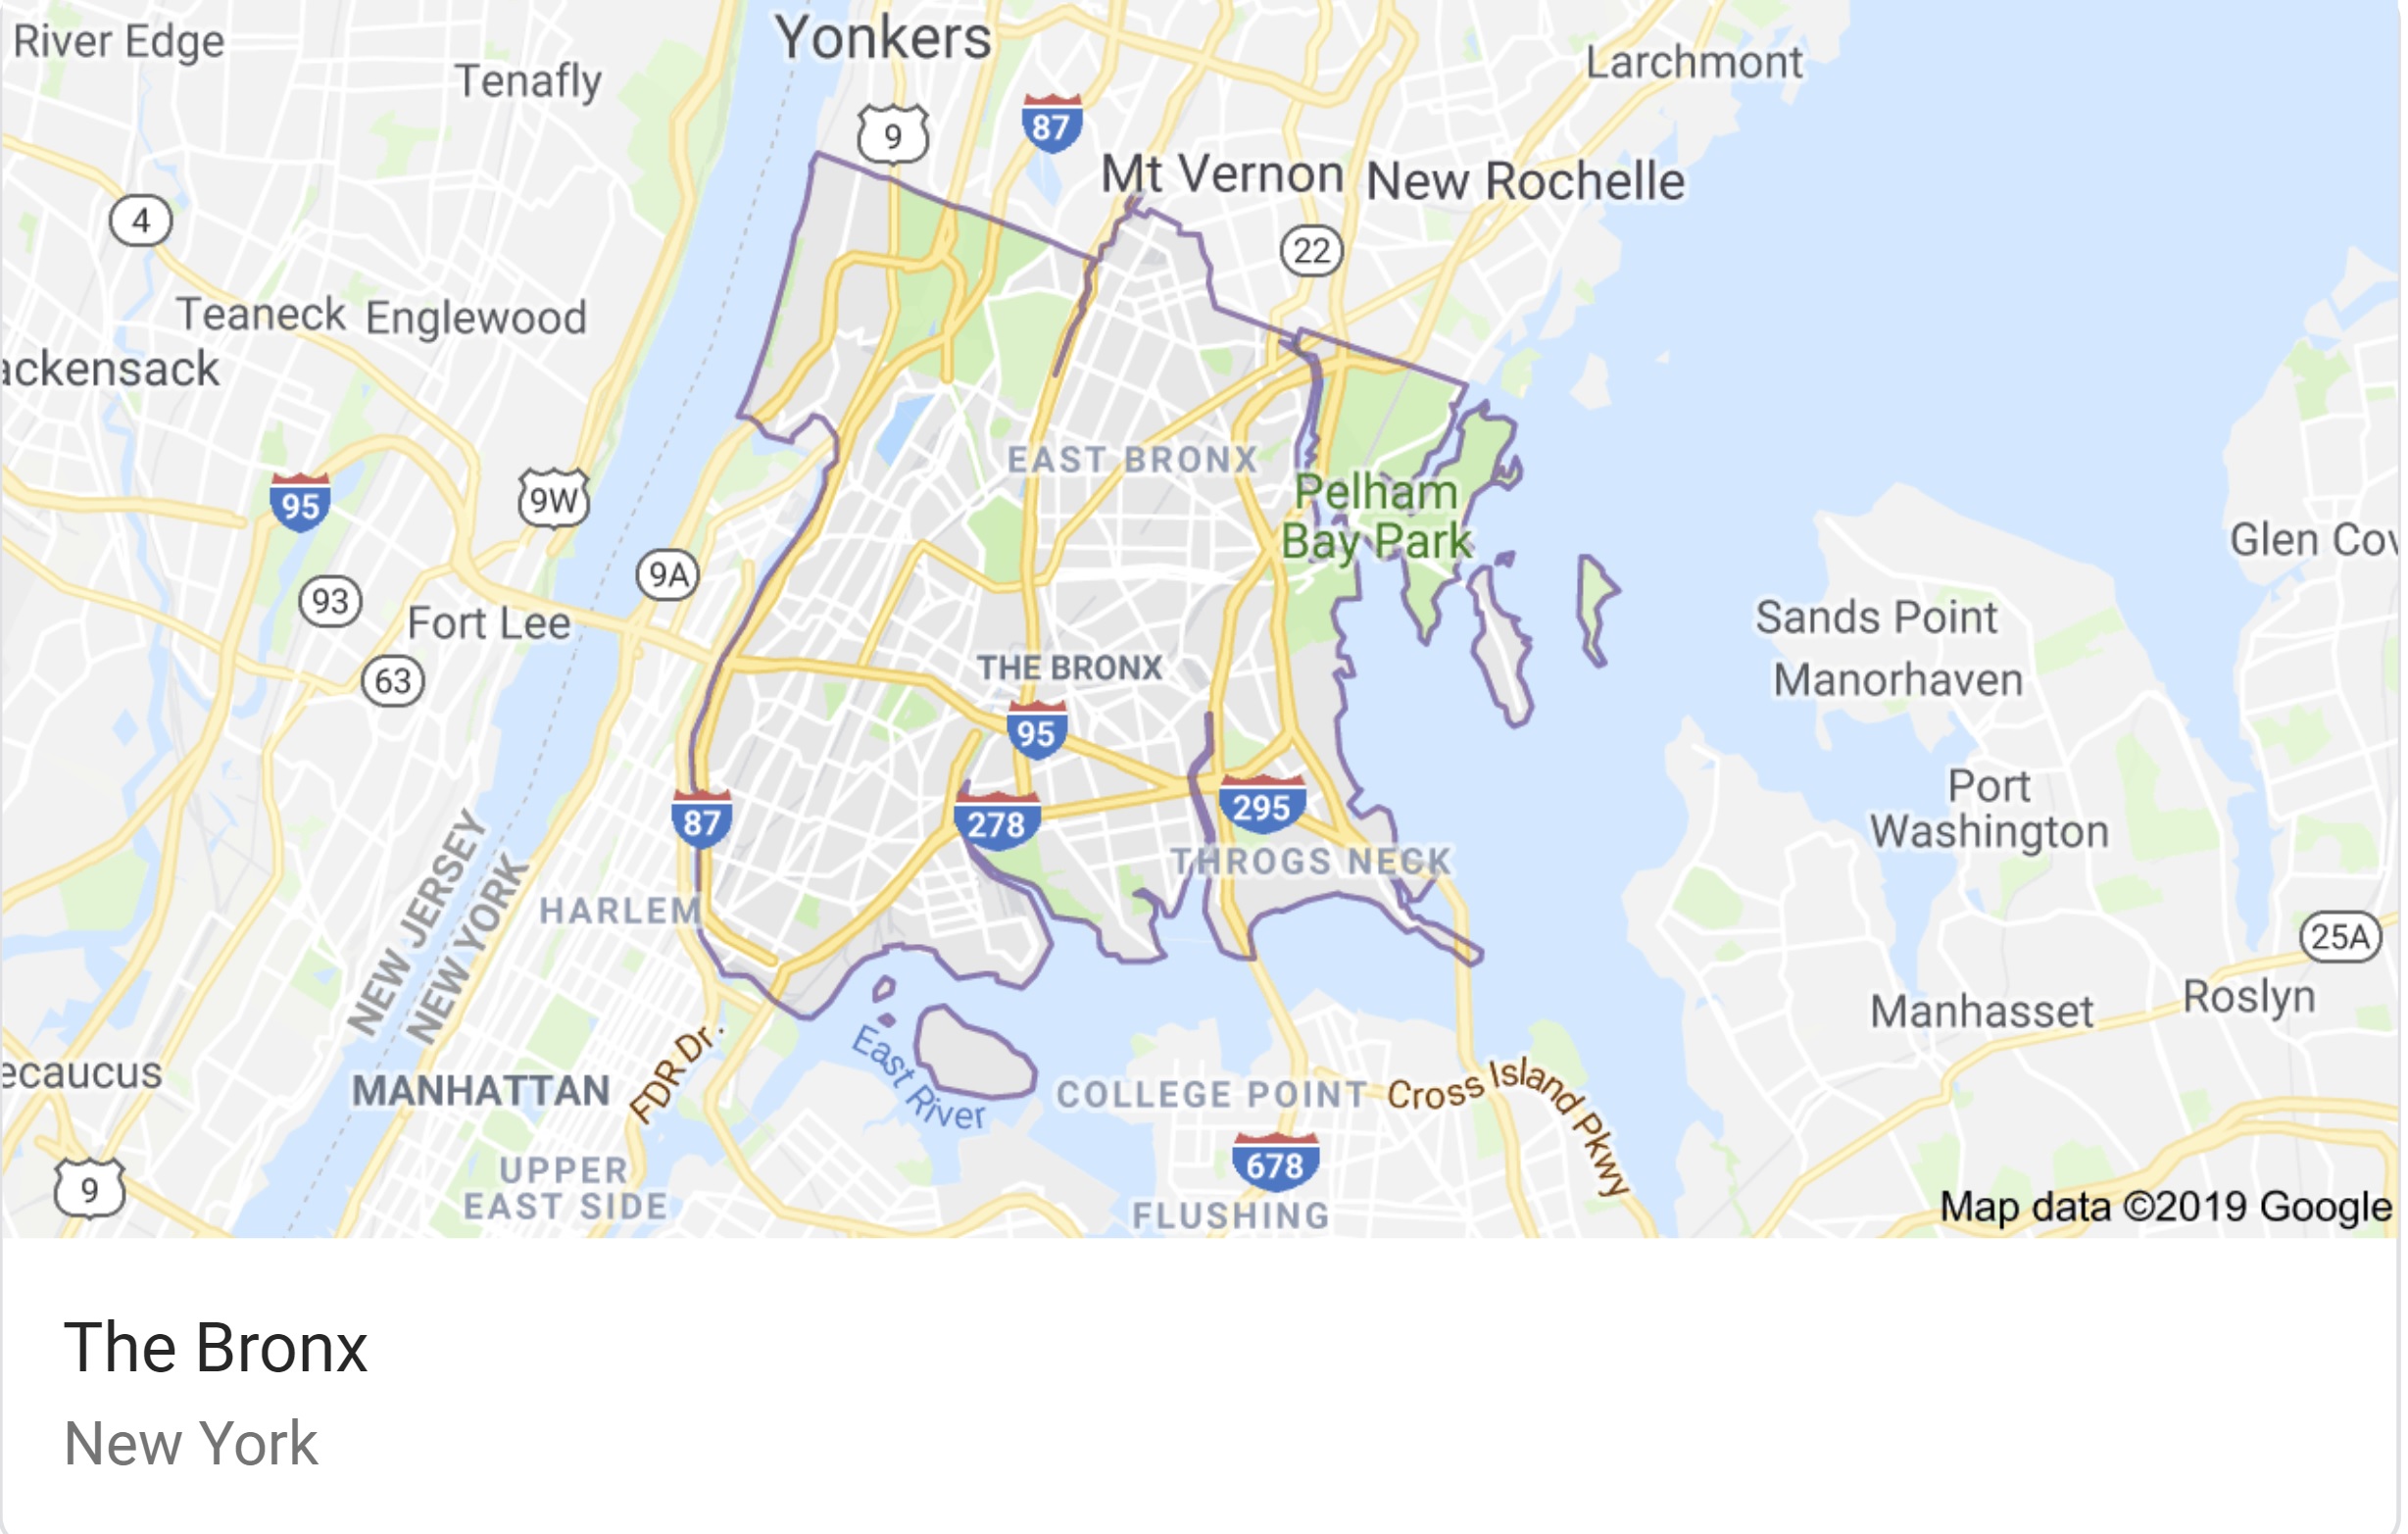 River Edge
Yonkers
Larchmont
Tenafly
9
87
Mt Vernon
New Rochelle
4
22
Teaneck
Englewood
ackensack
EAST BRONX
95
9W
Pelham
Bay Park
Glen Cov
9A
93
Fort Lee
Sands Point
THE BRONX
63
Manorhaven
95
Port
Washington
87
278
295
THROGS NECK
NEW JERSEY
NEW YORK
HARLEM
25A
Roslyn
Manhasset
East River
FDR Dr.
ecaucus
MANHATTAN
COLLEGE POINT
Cross Island Pkwy
678
UPPER
EAST SIDE
9
FLUSHING
Map data ©2019 Google
The Bronx
New York